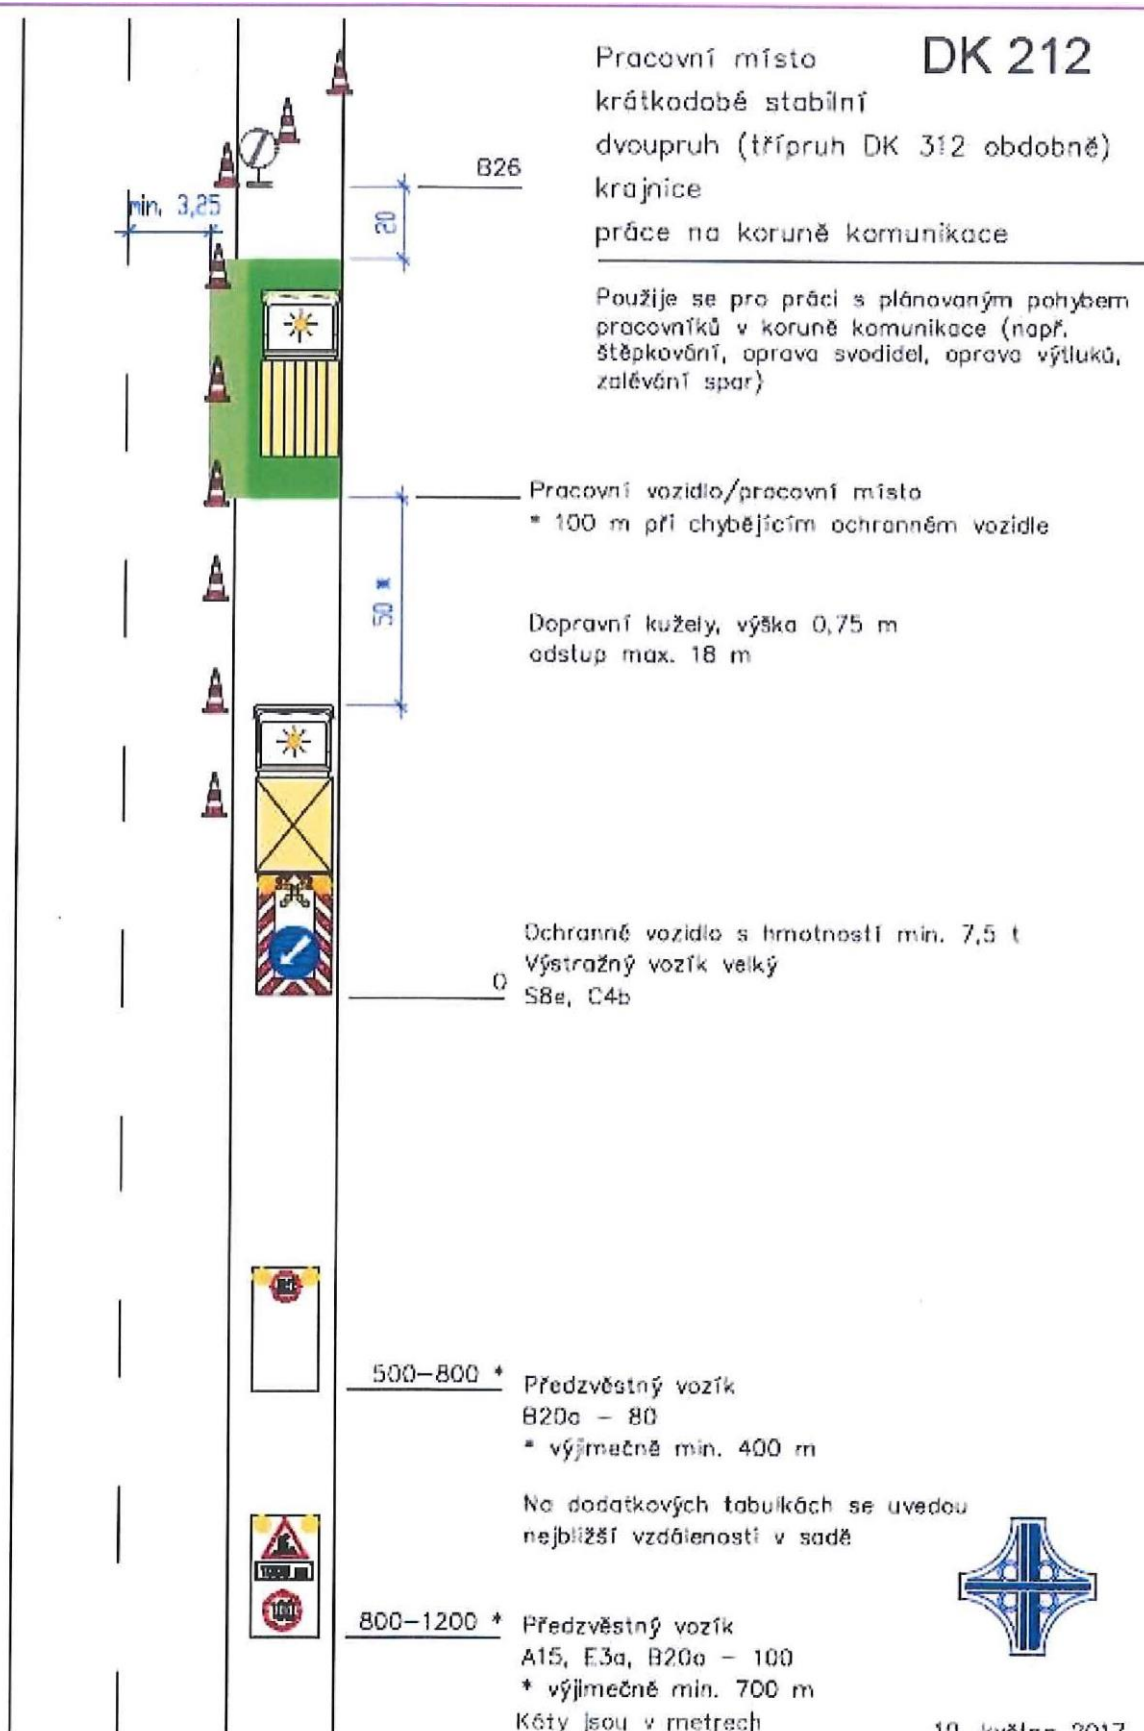 Pracovní místo
DK 212
krátkodobé stabilní
dvoupruh (třípruh DK 312 obdobně)
krajnice
práce na koruně komunikace
B26
min. 3,25
20
Použije se pro práci s plánovaným pohybem
pracovníků v koruně komunikace (např.
štěpkování, oprava svodidel, oprava výtluků,
zalévání spar)
Pracovní vozidlo/pracovní místo
* 100 m při chybějícím ochranném vozidle
50 *
Dopravní kužely, výška 0,75 m
odstup max. 18 m
Ochranné vozidlo s hmotností min. 7,5 t
Výstražný vozík velký
0
S8e, C4b
80
500-800 *
Předzvěstný vozík
B20a - 80
* výjimečně min. 400 m
Na dodatkových tabulkách se uvedou
nejbližší vzdálenosti v sadě
100
800-1200 *
Předzvěstný vozík
A15, E3a, B20a - 100
* výjimečně min. 700 m
Kóty jsou v metrech
10. květen 2017